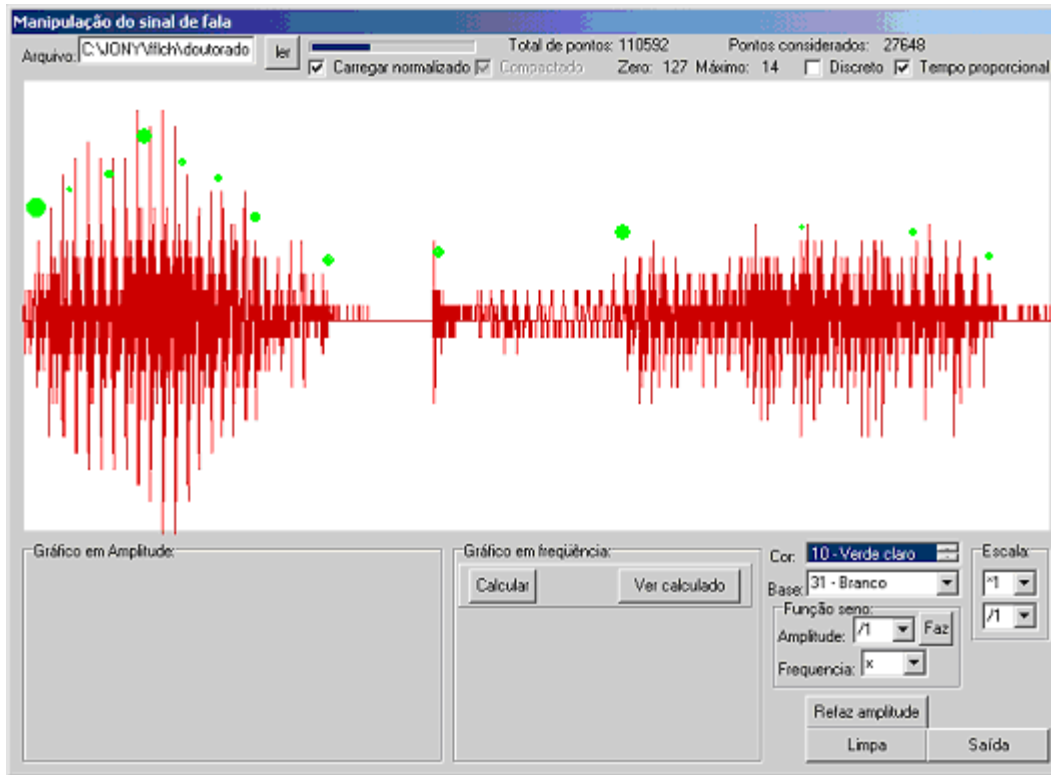 Manipulação do sinal de fala
Arquivo: C:\JONY\fflch\doutorado ler Total de pontos: 110592 Pontos considerados: 27648
Carregar normalizado Compactado Zero: 127 Máximo: 14 Discreto Tempo proporcional
Gráfico em Amplitude:
Gráfico em freqüência:
Calcular Ver calculado
Cor: 10 - Verde claro
Base: 31 - Branco
Escala:
*1
/1
Função seno:
Amplitude: /1 Faz
Frequencia: x
Refaz amplitude
Limpa Saída